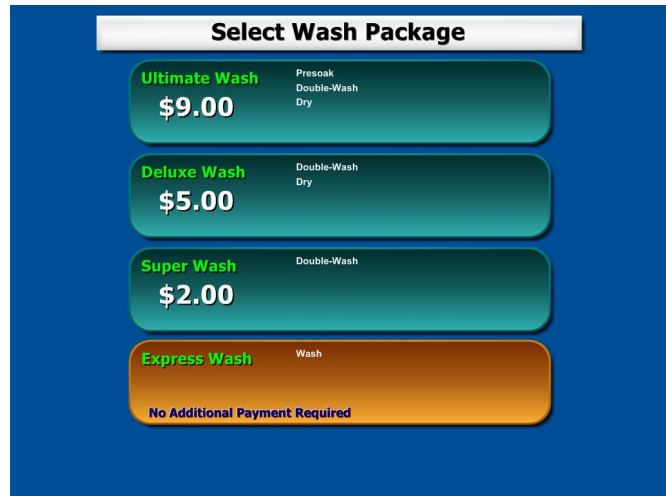 Select Wash Package
Ultimate Wash
$9.00
Presoak
Double-Wash
Dry
Deluxe Wash
$5.00
Double-Wash
Dry
Super Wash
$2.00
Double-Wash
Express Wash
Wash
No Additional Payment Required